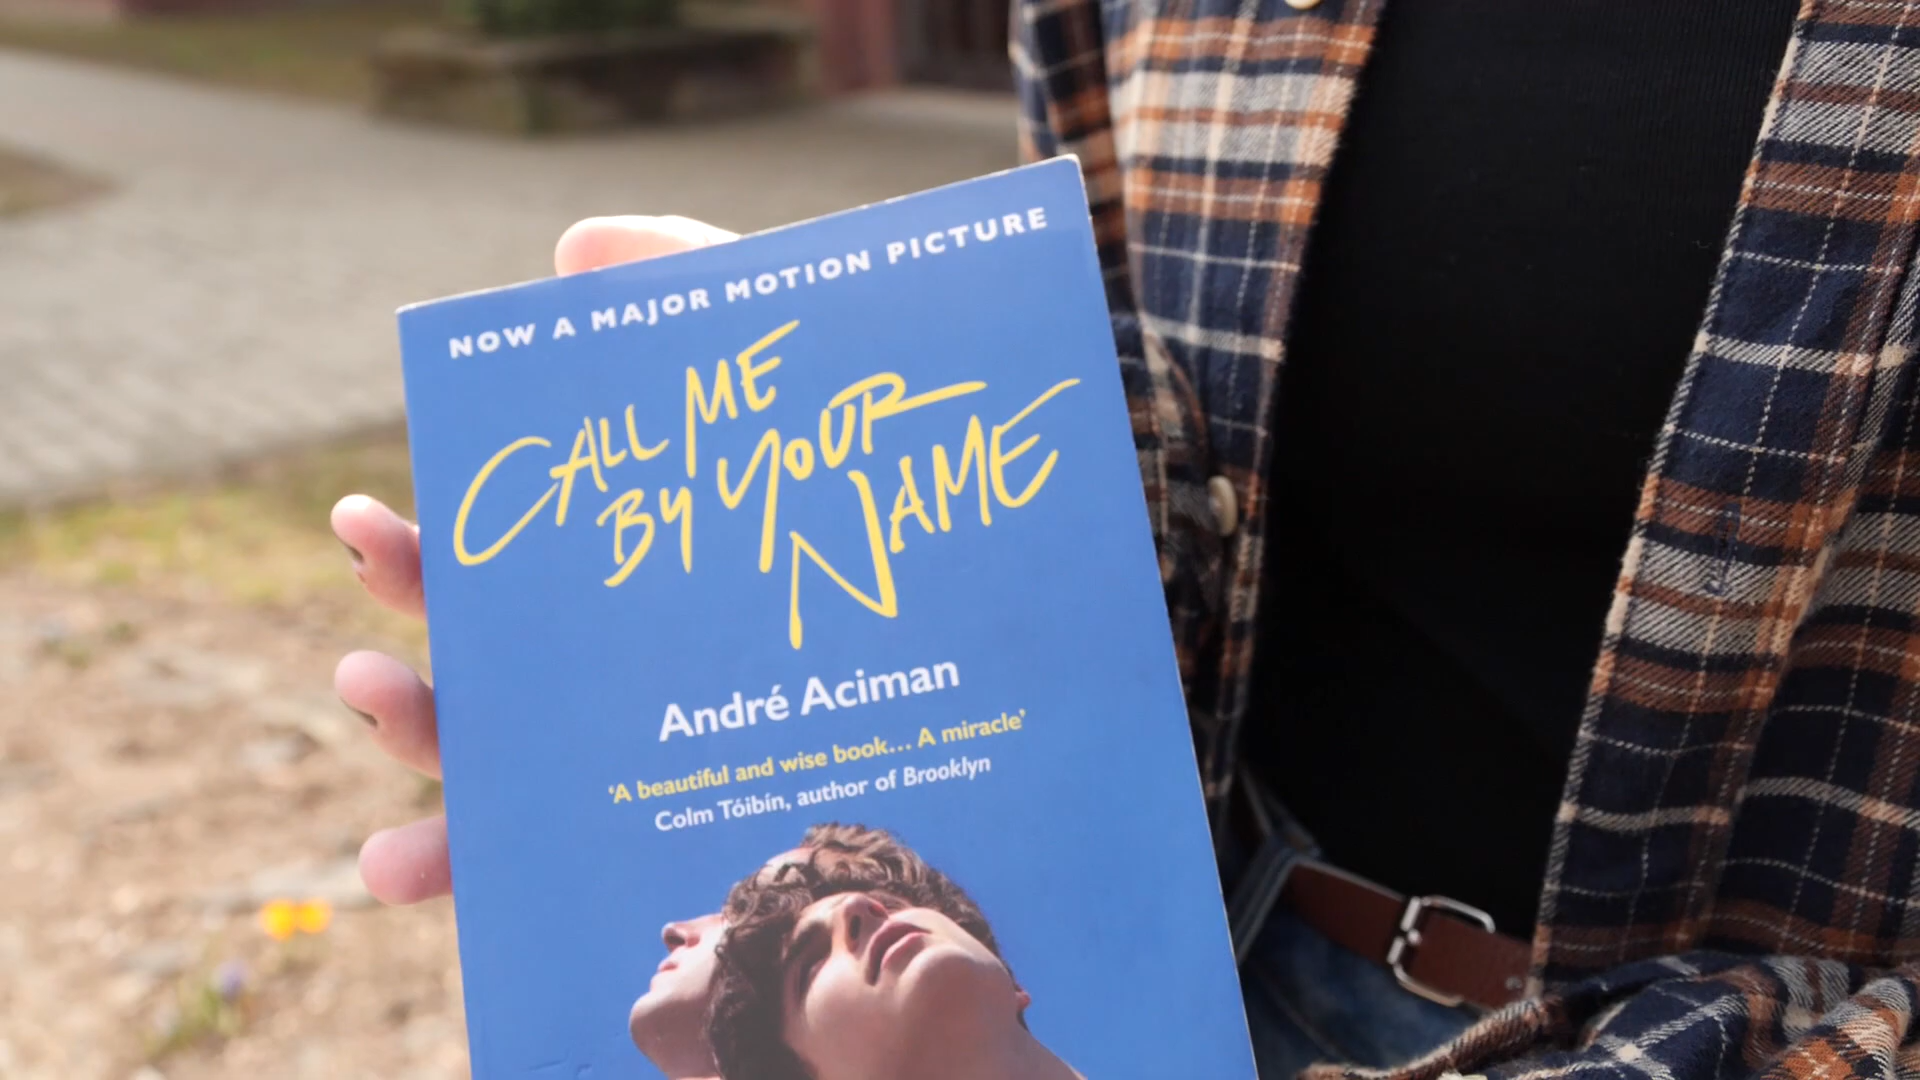 NOW A MAJOR MOTION PICTURE
CALL ME
BY YOUR
NAME
André Aciman
‘A beautiful and wise book... A miracle’
Colm Tóibín, author of Brooklyn